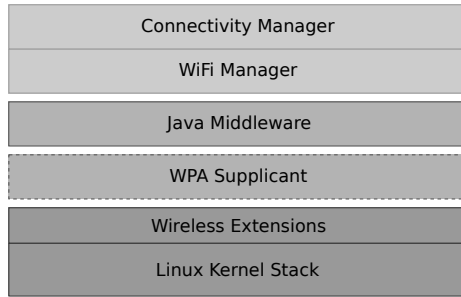 Connectivity Manager
WiFi Manager
Java Middleware
WPA Supplicant
Wireless Extensions
Linux Kernel Stack